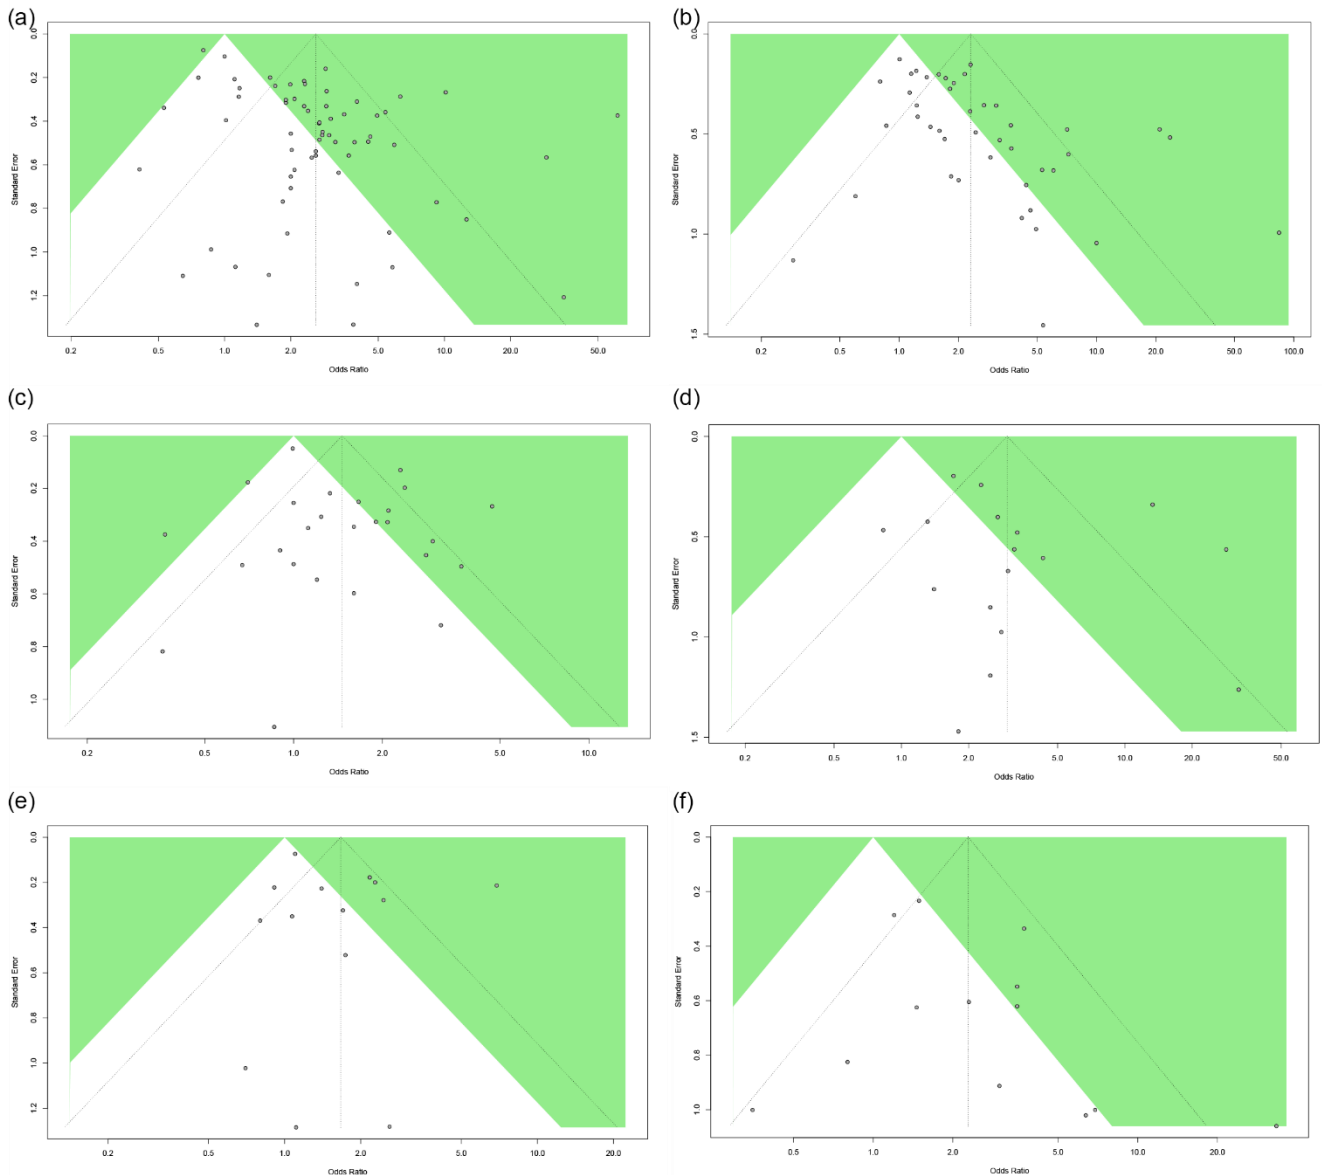 (a)
Standard Error
0.0
0.2
0.4
0.6
0.8
1.0
1.2
0.2 0.5 1.0 2.0 5.0 10.0 50.0
Odds Ratio
(b)
Standard Error
0.0
0.5
1.0
1.5
0.2 0.5 1.0 2.0 5.0 10.0 20.0 50.0 100.0
Odds Ratio
(c)
Standard Error
0.0
0.2
0.4
0.6
0.8
1.0
0.2 0.5 1.0 2.0 5.0 10.0
Odds Ratio
(d)
Standard Error
0.0
0.5
1.0
1.5
0.2 0.5 1.0 2.0 5.0 10.0 20.0 50.0
Odds Ratio
(e)
Standard Error
0.0
0.2
0.4
0.6
0.8
1.0
1.2
0.2 0.5 1.0 2.0 5.0 10.0 20.0
Odds Ratio
(f)
Standard Error
0.0
0.2
0.4
0.6
0.8
1.0
0.5 1.0 2.0 5.0 10.0 20.0
Odds Ratio